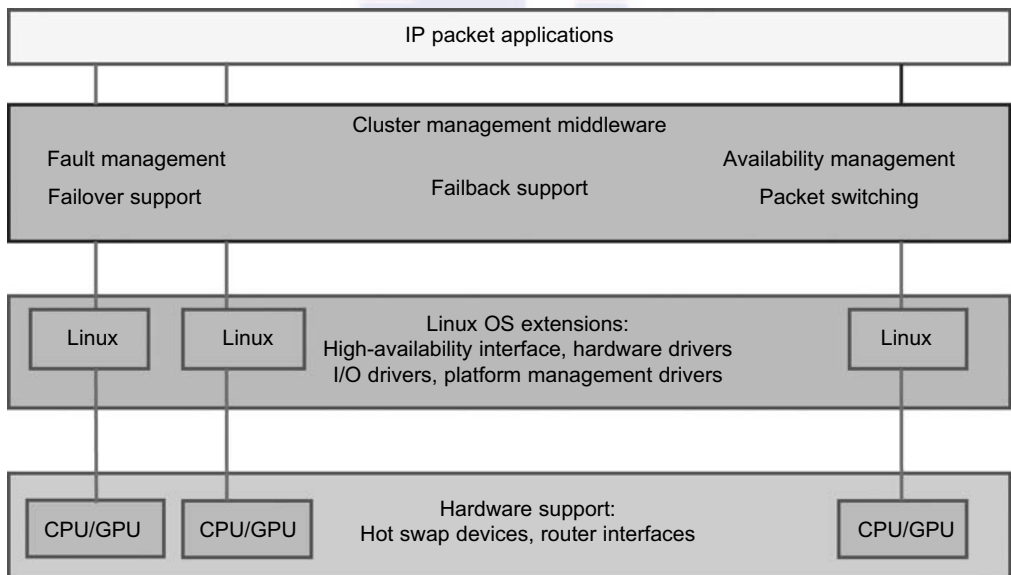 IP packet applications
Cluster management middleware
Fault management
Availability management
Failover support
Failback support
Packet switching
Linux
Linux
Linux OS extensions:
High-availability interface, hardware drivers
I/O drivers, platform management drivers
Linux
CPU/GPU
CPU/GPU
Hardware support:
Hot swap devices, router interfaces
CPU/GPU